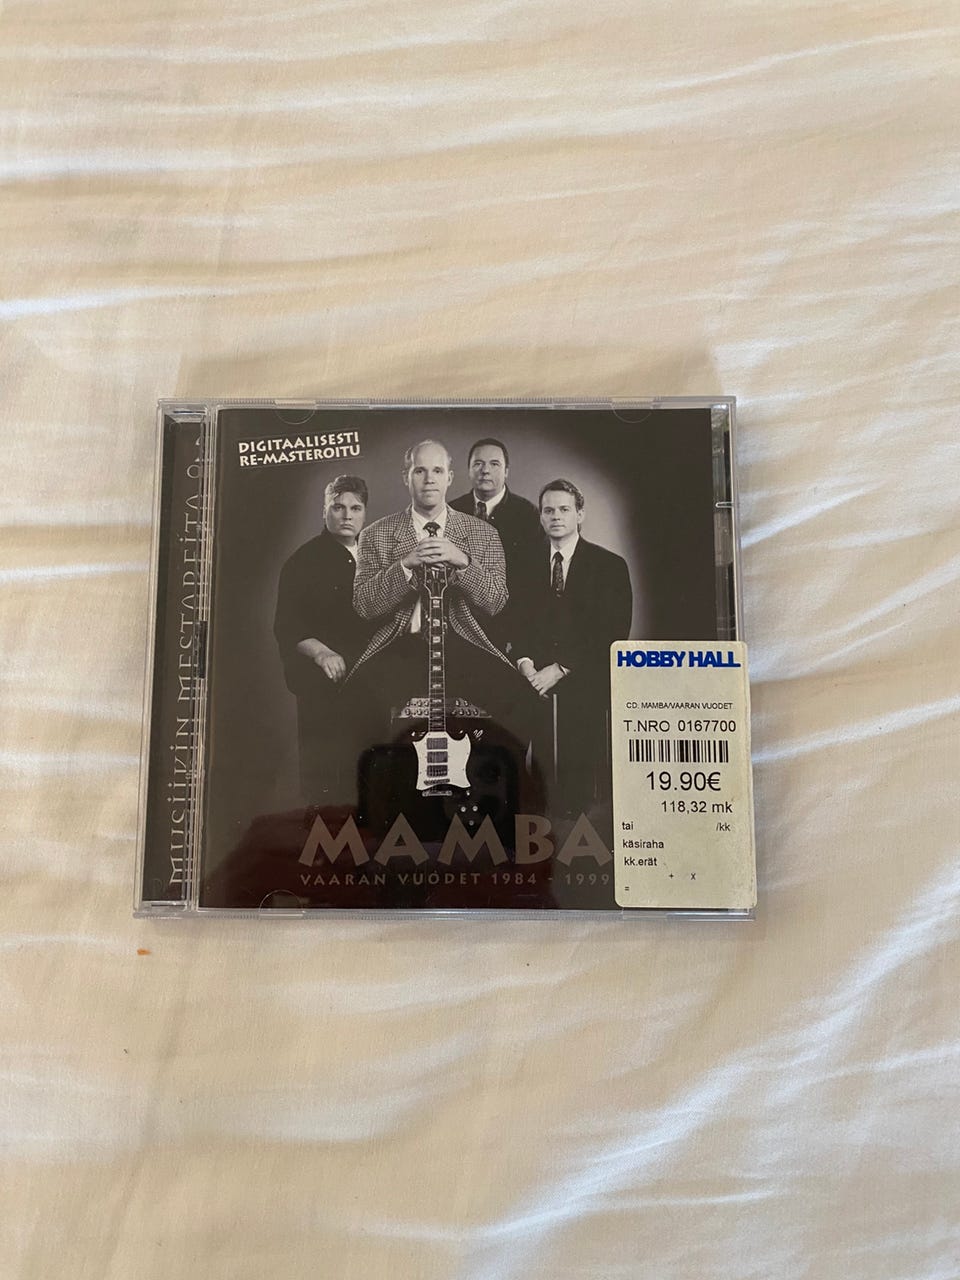 DIGITAALISESTI
RE-MASTEROITU
MUSIIKIN MESTAREITA
MAMBA
VAARAN VUODET 1984 - 1999
HOBBY HALL
CD. MAMBA/VAARAN VUODET
T.NRO 0167700
19.90€
118,32 mk
tai /kk
käsiraha
kk.erät
+ x
=